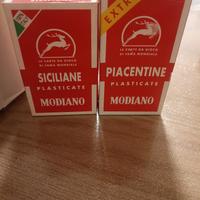 LE CARTE DA GIOCO
DI FAMA MONDIALE
SICILIANE
PLASTICATE
MODIANO
EXTRA
LE CARTE DA GIOCO
DI FAMA MONDIALE
PIACENTINE
PLASTICATE
MODIANO